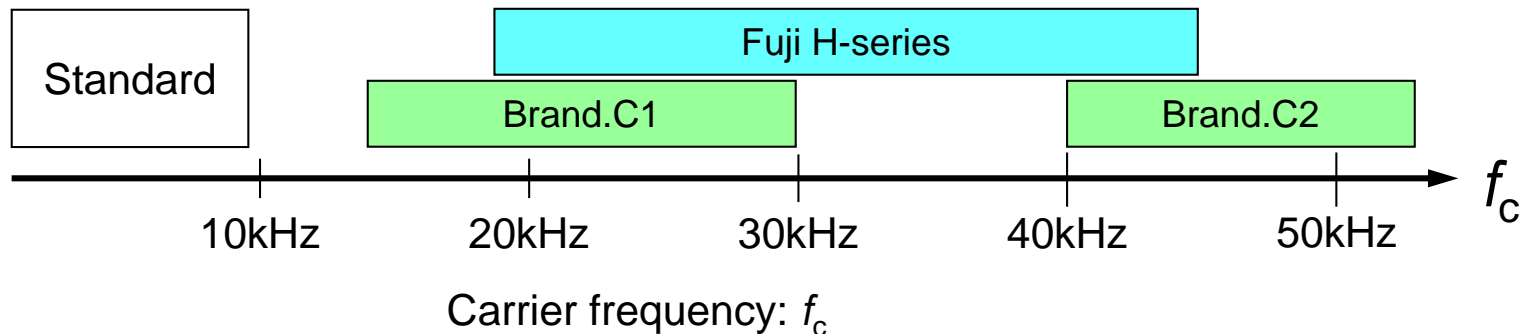 Fuji H-series
Standard
Brand.C1
Brand.C2
10kHz
20kHz
30kHz
40kHz
50kHz
fc
Carrier frequency: fc